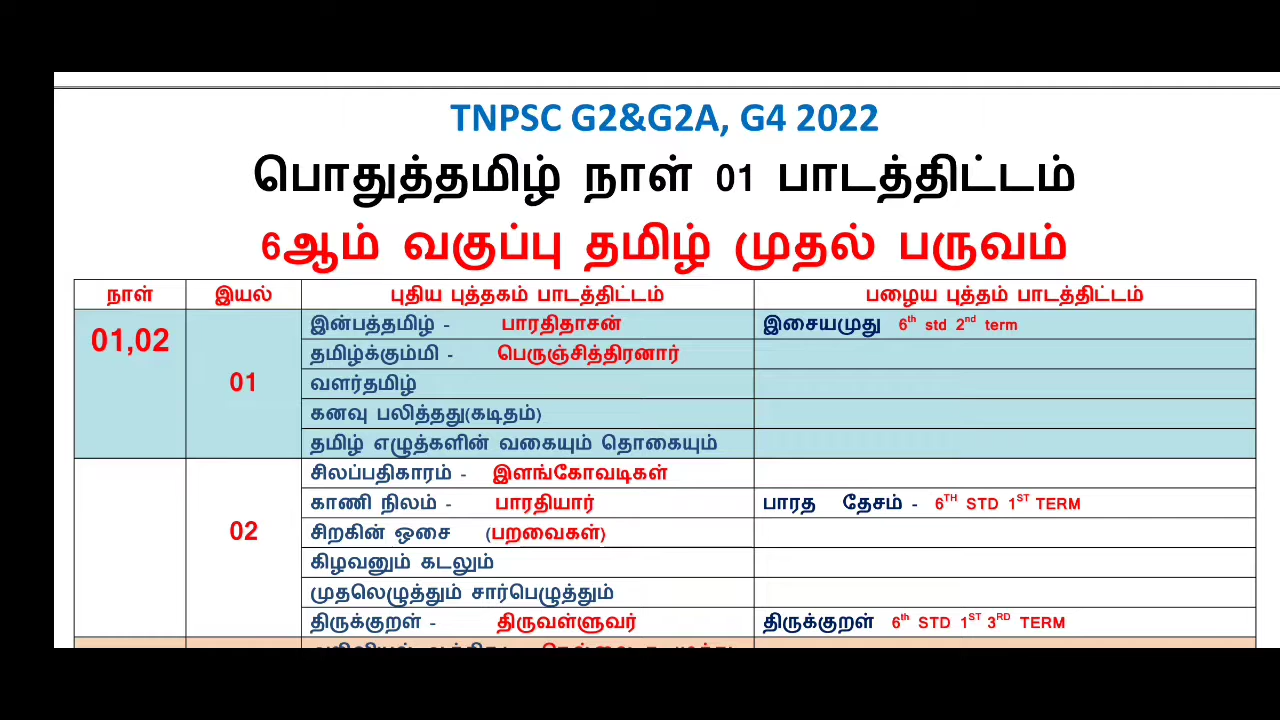 TNPSC G2&G2A, G4 2022
பொதுத்தமிழ் நாள் 01 பாடத்திட்டம்
6ஆம் வகுப்பு தமிழ் முதல் பருவம்
நாள் இயல் புதிய புத்தகம் பாடத்திட்டம் பழைய புத்தம் பாடத்திட்டம்
01,02
01
இன்பத்தமிழ் - பாரதிதாசன் இசையமுது 6th std 2nd term
தமிழ்க்கும்மி - பெருஞ்சித்திரனார்
வளர்தமிழ்
கனவு பலித்தது(கடிதம்)
தமிழ் எழுத்களின் வகையும் தொகையும்
02
சிலப்பதிகாரம் - இளங்கோவடிகள்
காணி நிலம் - பாரதியார் பாரத தேசம் - 6TH STD 1ST TERM
சிறகின் ஒசை (பறவைகள்)
கிழவனும் கடலும்
முதலெழுத்தும் சார்பெழுத்தும்
திருக்குறள் - திருவள்ளுவர் திருக்குறள் 6th STD 1ST 3RD TERM